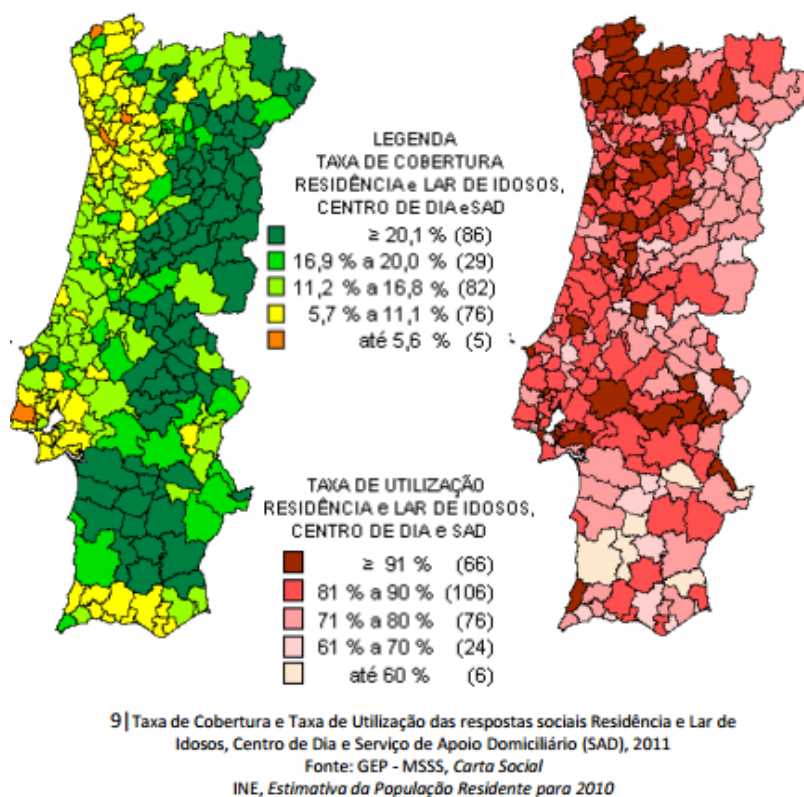 LEGENDA
TAXA DE COBERTURA
RESIDÊNCIA e LAR DE IDOSOS,
CENTRO DE DIA eSAD
≥ 20,1 % (86)
16,9 % a 20,0 % (29)
11,2 % a 16,8 % (82)
5,7 % a 11,1 % (76)
até 5,6 % (5)
TAXA DE UTILIZAÇÃO
RESIDÊNCIA e LAR DE IDOSOS,
CENTRO DE DIA e SAD
≥ 91 % (66)
81 % a 90 % (106)
71 % a 80 % (76)
61 % a 70 % (24)
até 60 % (6)
9| Taxa de Cobertura e Taxa de Utilização das respostas sociais Residência e Lar de
Idosos, Centro de Dia e Serviço de Apoio Domiciliário (SAD), 2011
Fonte: GEP - MSSS, Carta Social
INE, Estimativa da População Residente para 2010